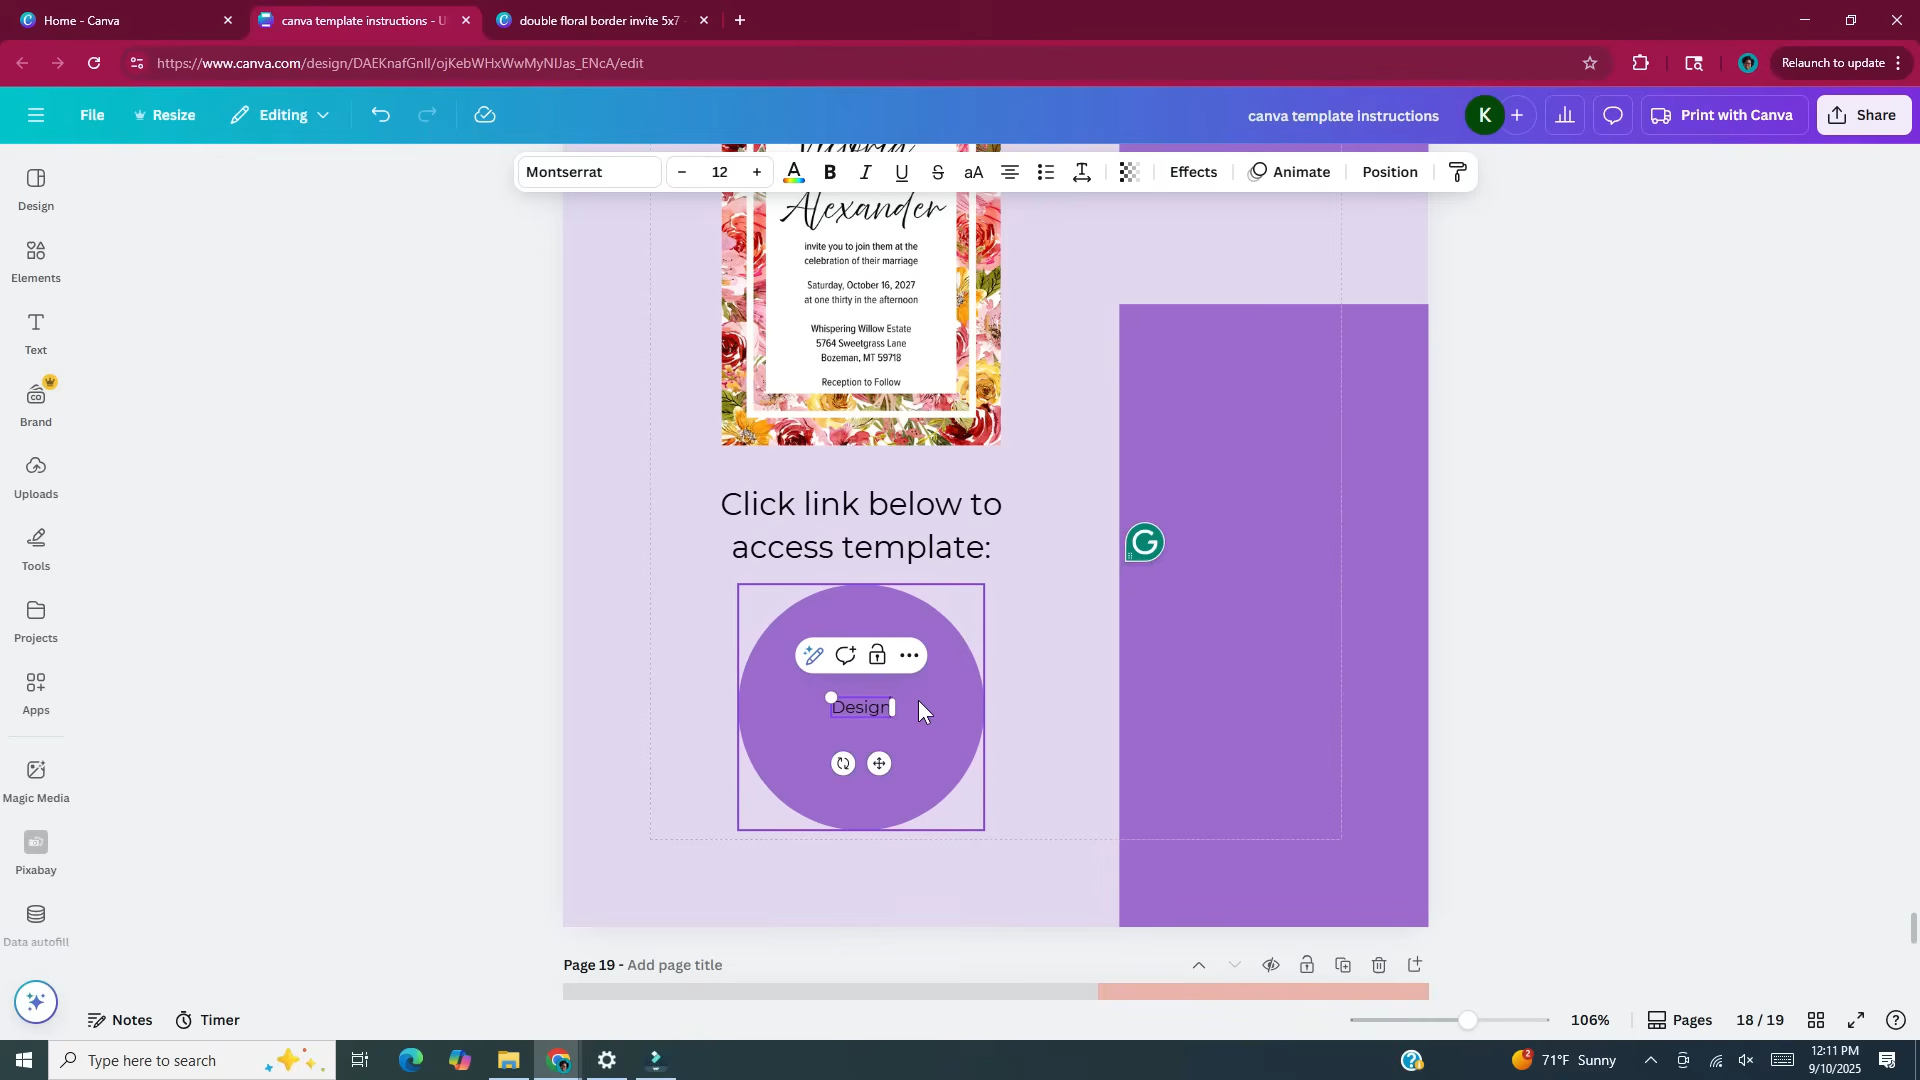 Home - Canva
canva template instructions - U
double floral border invite 5x7
https://www.canva.com/design/DAEKnafGnlI/ojKebWHxWwMyNIJas_ENcA/edit
Relaunch to update
File
Resize
Editing
canva template instructions
K
Print with Canva
Share
Montserrat
12
B
I
U
S
aA
Effects
Animate
Position
Design
Elements
Text
Brand
Uploads
Tools
Projects
Apps
Magic Media
Pixabay
Data autofill
Victoria
Alexander
invite you to join them at the
celebration of their marriage
Saturday, October 16, 2027
at one thirty in the afternoon
Whispering Willow Estate
5764 Sweetgrass Lane
Bozeman, MT 59718
Reception to Follow
Click link below to
access template:
G
Design
Page 19 - Add page title
Notes
Timer
106%
Pages
18 / 19
Type here to search
2
71°F Sunny
12:11 PM
9/10/2025